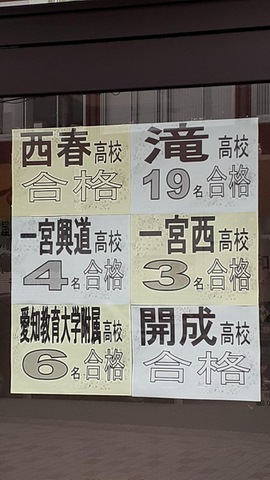 西春高校
合格
滝高校
19名合格
一宮興道高校
4名合格
一宮西高校
3名合格
愛知教育大学附属高校
6名合格
開成高校
合格